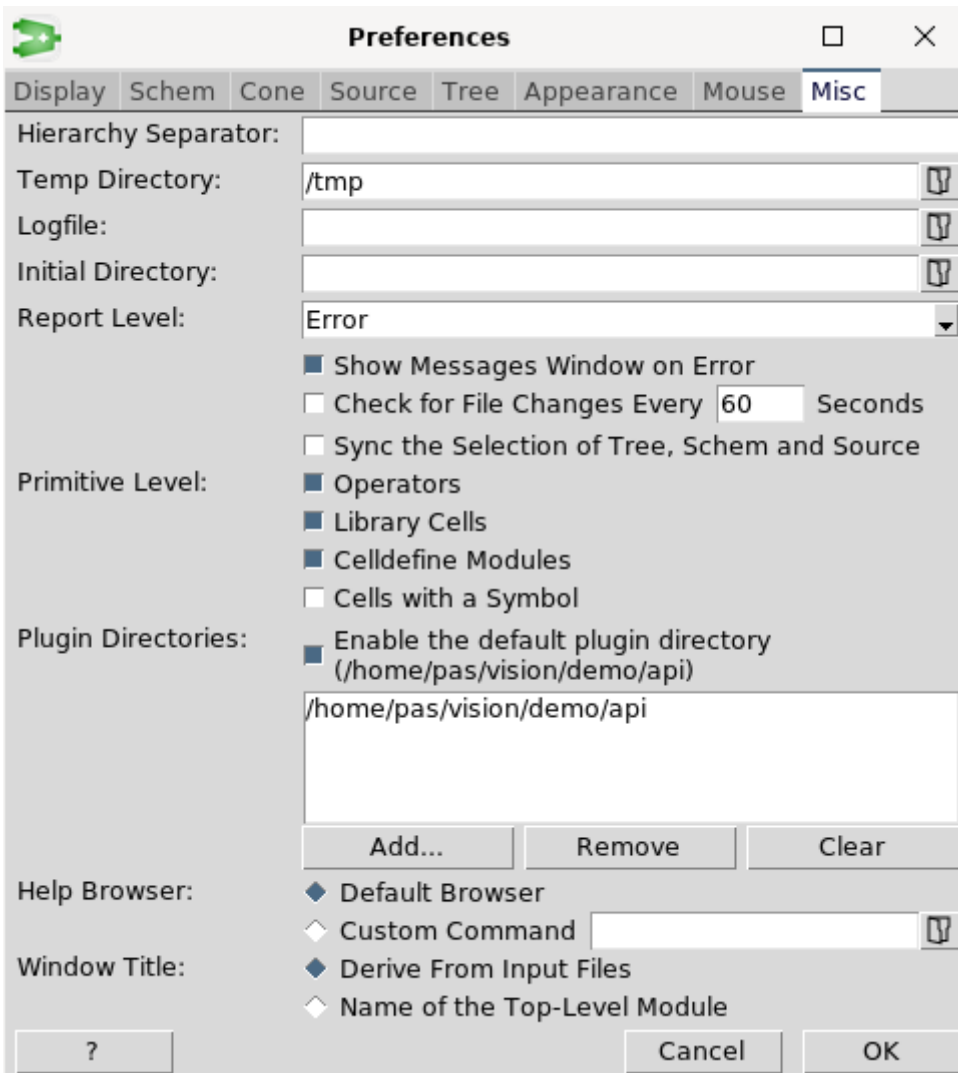 Preferences
Display Schem Cone Source Tree Appearance Mouse Misc
Hierarchy Separator:
Temp Directory: /tmp
Logfile:
Initial Directory:
Report Level: Error
Show Messages Window on Error
Check for File Changes Every 60 Seconds
Sync the Selection of Tree, Schem and Source
Primitive Level: Operators
Library Cells
Celldefine Modules
Cells with a Symbol
Plugin Directories: Enable the default plugin directory
(/home/pas/vision/demo/api)
/home/pas/vision/demo/api
Add... Remove Clear
Help Browser: Default Browser
Custom Command
Window Title: Derive From Input Files
Name of the Top-Level Module
? Cancel OK